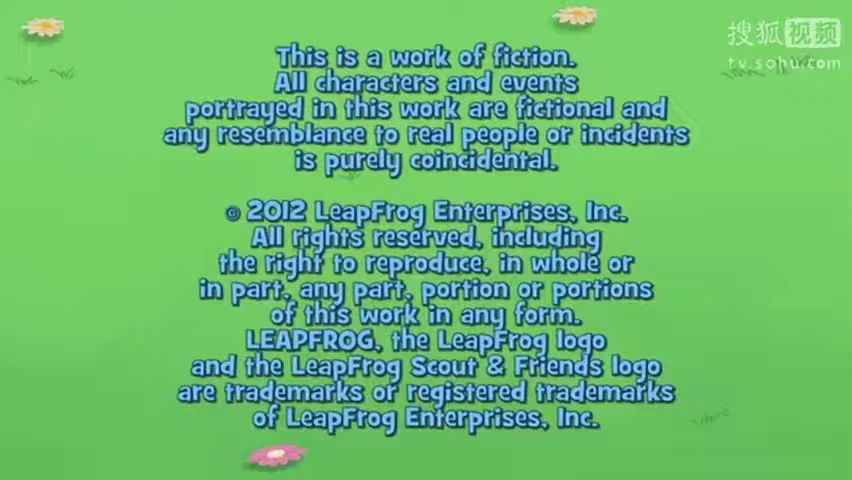 搜狐视频
tv.sohu.com
This is a work of fiction.
All characters and events
portrayed in this work are fictional and
any resemblance to real people or incidents
is purely coincidental.
© 2012 LeapFrog Enterprises, Inc.
All rights reserved, including
the right to reproduce, in whole or
in part, any part, portion or portions
of this work in any form.
LEAPFROG, the LeapFrog logo
and the LeapFrog Scout & Friends logo
are trademarks or registered trademarks
of LeapFrog Enterprises, Inc.